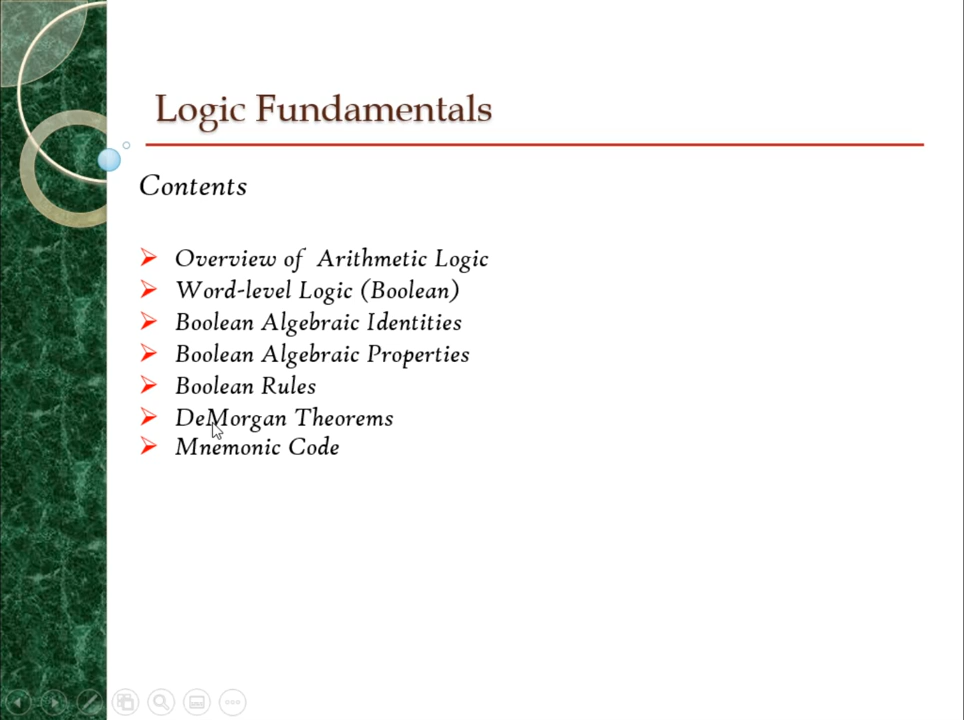 Logic Fundamentals
Contents
Overview of Arithmetic Logic
Word-level Logic (Boolean)
Boolean Algebraic Identities
Boolean Algebraic Properties
Boolean Rules
DeMorgan Theorems
Mnemonic Code